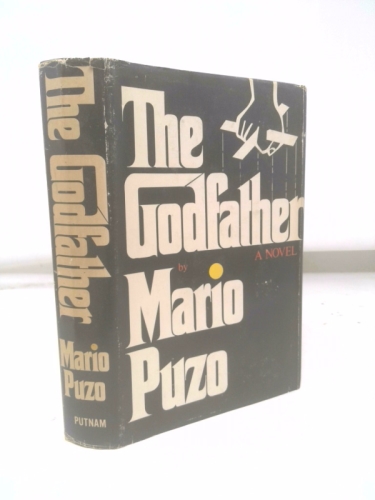 The
Godfather
A NOVEL
by
Mario
Puzo
The Godfather
Mario
Puzo
PUTNAM